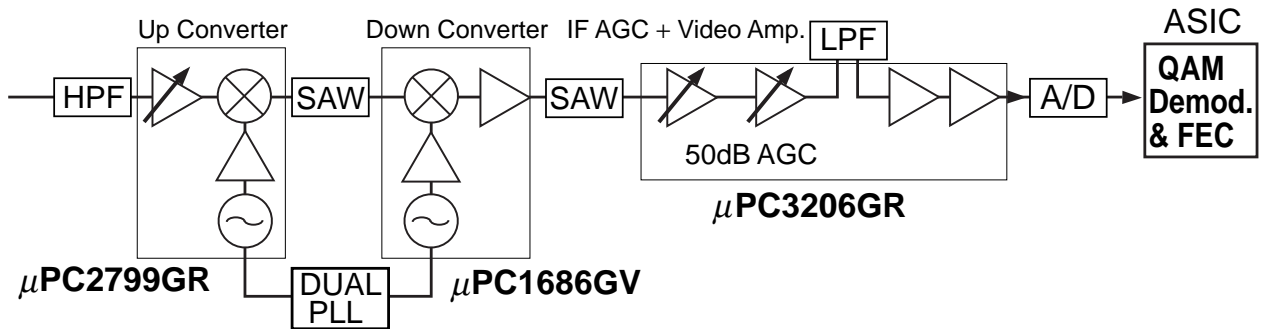 Up Converter
Down Converter
IF AGC + Video Amp.
LPF
ASIC
HPF
SAW
SAW
A/D
QAM
Demod.
& FEC
50dB AGC
μPC3206GR
μPC2799GR
DUAL
PLL
μPC1686GV